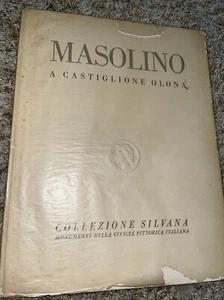 MASOLINO
A CASTIGLIONE OLONA
COLLEZIONE SILVANA
MONUMENTI DELLA CIVILTÀ PITTORICA ITALIANA